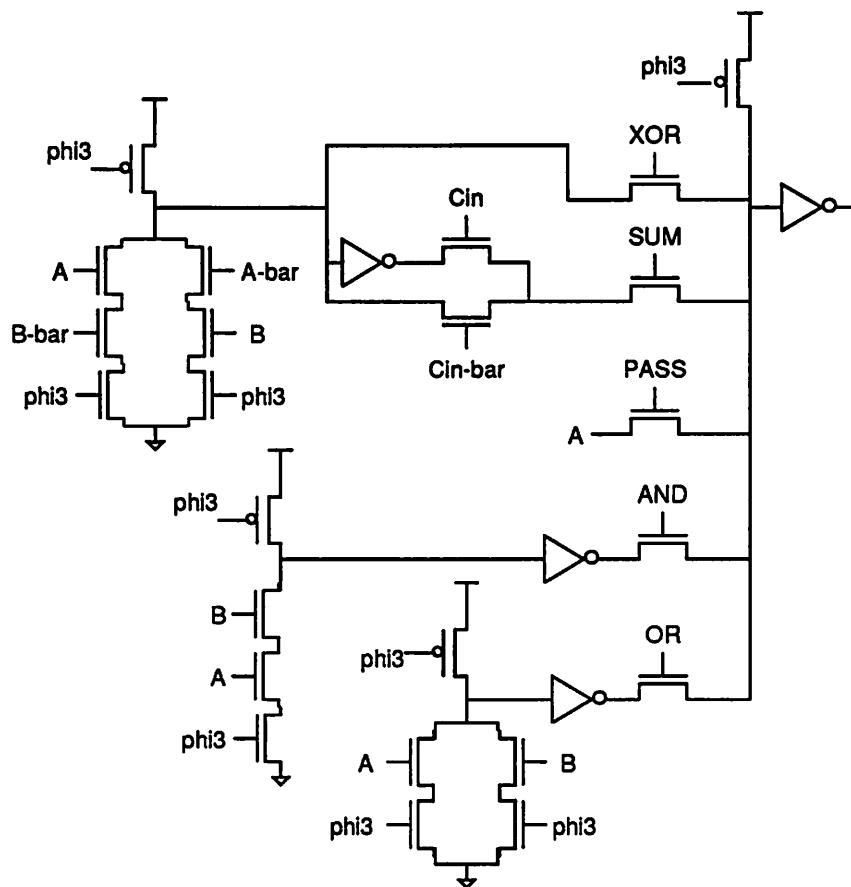 phi3
XOR
phi3
Cin
SUM
A
A-bar
B-bar
B
Cin-bar
PASS
phi3
phi3
A
AND
phi3
B
OR
phi3
A
phi3
A
B
phi3
phi3